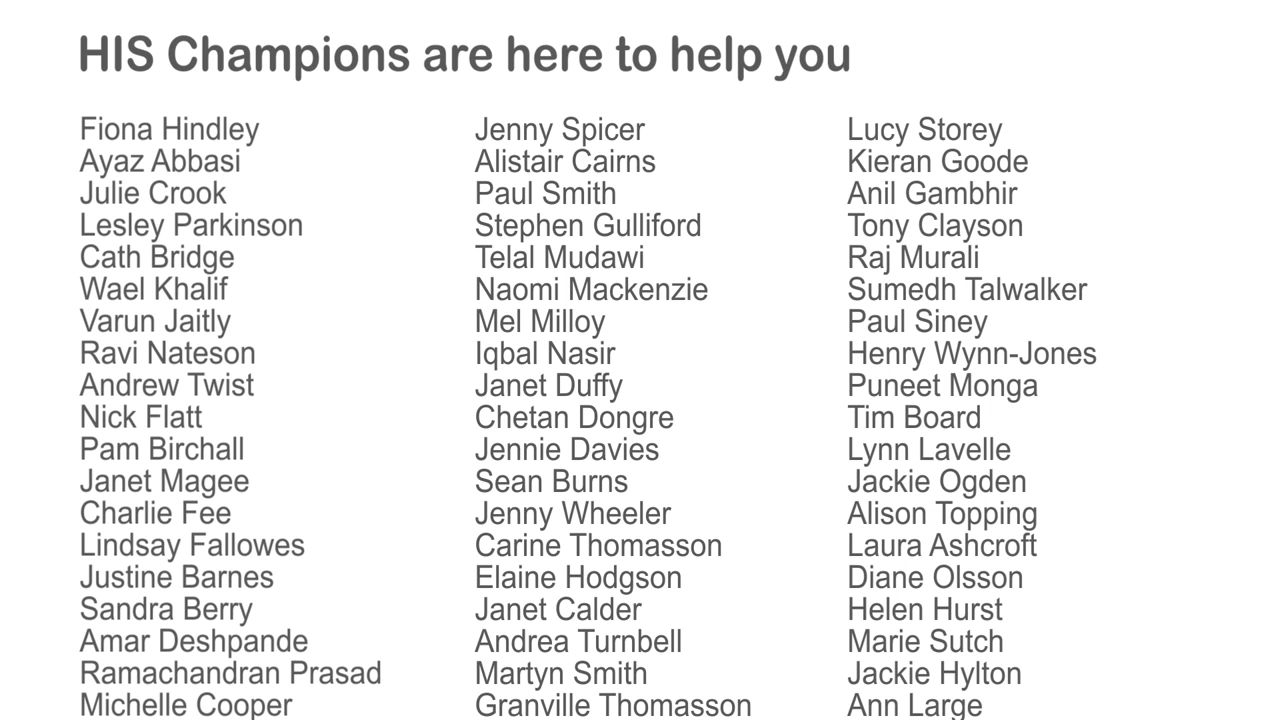 HIS Champions are here to help you
Fiona Hindley
Ayaz Abbasi
Julie Crook
Lesley Parkinson
Cath Bridge
Wael Khalif
Varun Jaitly
Ravi Nateson
Andrew Twist
Nick Flatt
Pam Birchall
Janet Magee
Charlie Fee
Lindsay Fallowes
Justine Barnes
Sandra Berry
Amar Deshpande
Ramachandran Prasad
Michelle Cooper
Jenny Spicer
Alistair Cairns
Paul Smith
Stephen Gulliford
Telal Mudawi
Naomi Mackenzie
Mel Milloy
Iqbal Nasir
Janet Duffy
Chetan Dongre
Jennie Davies
Sean Burns
Jenny Wheeler
Carine Thomasson
Elaine Hodgson
Janet Calder
Andrea Turnbell
Martyn Smith
Granville Thomasson
Lucy Storey
Kieran Goode
Anil Gambhir
Tony Clayson
Raj Murali
Sumedh Talwalker
Paul Siney
Henry Wynn-Jones
Puneet Monga
Tim Board
Lynn Lavelle
Jackie Ogden
Alison Topping
Laura Ashcroft
Diane Olsson
Helen Hurst
Marie Sutch
Jackie Hylton
Ann Large